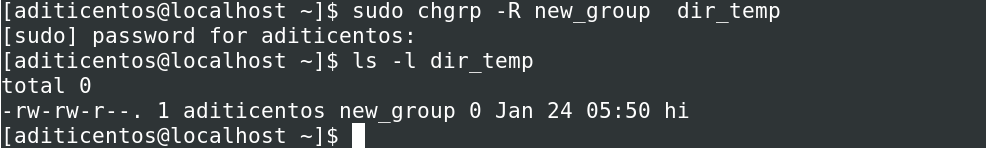 [aditicentos@localhost ~]$ sudo chgrp -R new_group  dir_temp
[sudo] password for aditicentos:
[aditicentos@localhost ~]$ ls -l dir_temp
total 0
-rw-rw-r--. 1 aditicentos new_group 0 Jan 24 05:50 hi
[aditicentos@localhost ~]$